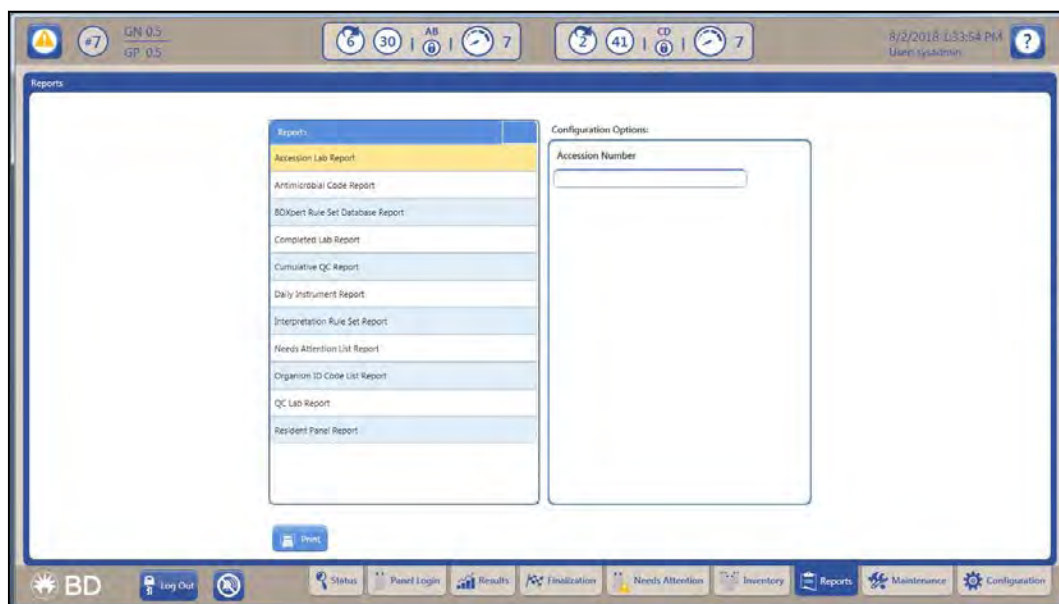 #7
GN 0.5
GP 0.5
6 30 | AB | 7
2 41 | CD | 7
8/2/2018 1:33:54 PM
User: sysadmin
?
Reports
Reports
Accession Lab Report
Antimicrobial Code Report
BDXpert Rule Set Database Report
Completed Lab Report
Cumulative QC Report
Daily Instrument Report
Interpretation Rule Set Report
Needs Attention List Report
Organism ID Code List Report
QC Lab Report
Resident Panel Report
Configuration Options:
Accession Number
Print
BD
Log Out
Status
Panel Login
Results
Finalization
Needs Attention
Inventory
Reports
Maintenance
Configuration